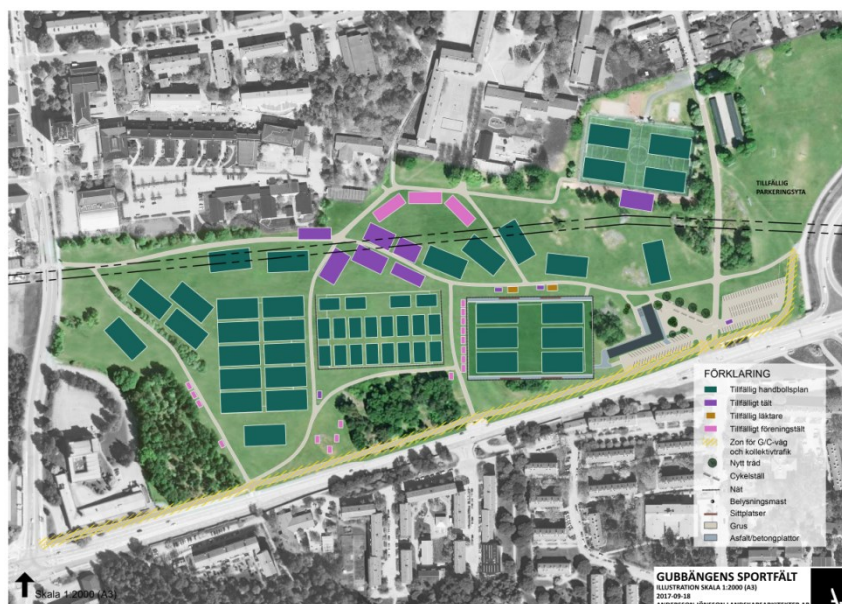 TILLFÄLLIG
PARKERINGSYTA
FÖRKLARING
Tillfällig handbollsplan
Tillfälligt tält
Tillfällig läktare
Tillfälligt föreningstält
Zon för G/C-väg
och kollektivtrafik
Nytt träd
Cykelställ
Nät
Belysningsmast
Sittplatser
Grus
Asfalt/betongplattor
Skala 1:2000 (A3)
GUBBÄNGENS SPORTFÄLT
ILLUSTRATION SKALA 1:2000 (A3)
2017-09-18